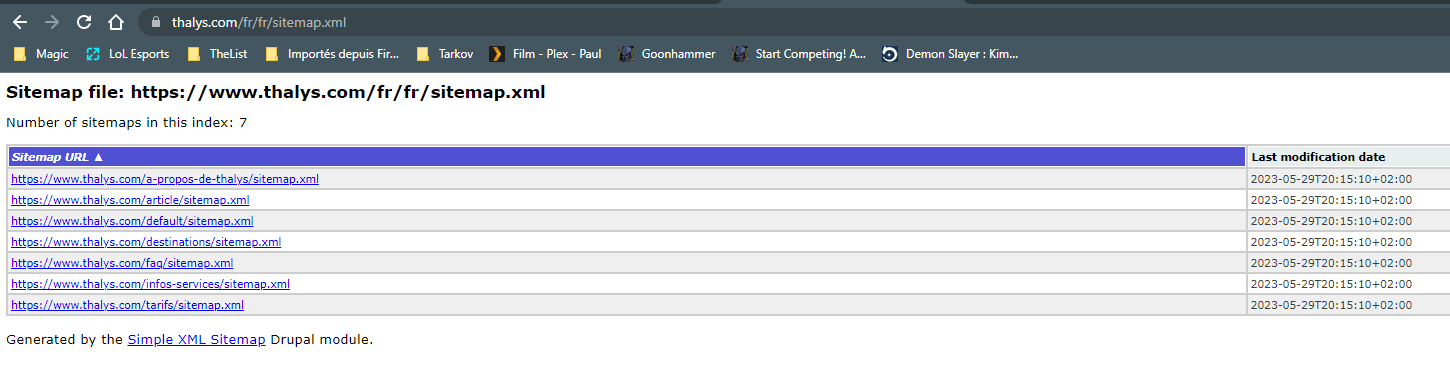 thalys.com/fr/fr/sitemap.xml
Magic LoL Esports TheList Importés depuis Fir... Tarkov Film - Plex - Paul Goonhammer Start Competing! A... Demon Slayer : Kim...
Sitemap file: https://www.thalys.com/fr/fr/sitemap.xml
Number of sitemaps in this index: 7
Sitemap URL ▲ Last modification date
https://www.thalys.com/a-propos-de-thalys/sitemap.xml 2023-05-29T20:15:10+02:00
https://www.thalys.com/article/sitemap.xml 2023-05-29T20:15:10+02:00
https://www.thalys.com/default/sitemap.xml 2023-05-29T20:15:10+02:00
https://www.thalys.com/destinations/sitemap.xml 2023-05-29T20:15:10+02:00
https://www.thalys.com/faq/sitemap.xml 2023-05-29T20:15:10+02:00
https://www.thalys.com/infos-services/sitemap.xml 2023-05-29T20:15:10+02:00
https://www.thalys.com/tarifs/sitemap.xml 2023-05-29T20:15:10+02:00
Generated by the Simple XML Sitemap Drupal module.